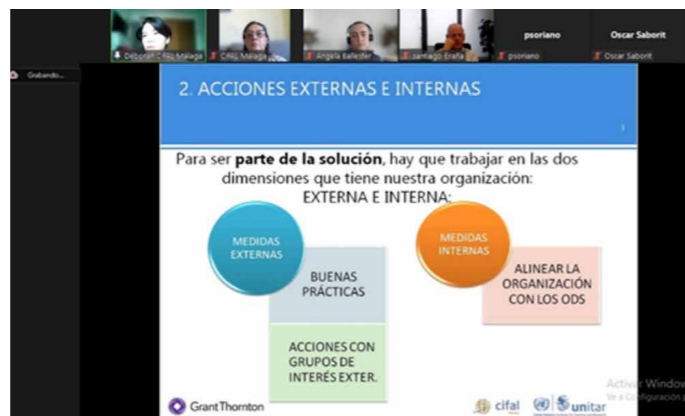 Deborah CIFAL Málaga
CIFAL Málaga
Angela Ballester
santiago Eraña
psoriano
psoriano
Oscar Saborit
Oscar Saborit
Grabando...
2. ACCIONES EXTERNAS E INTERNAS
Para ser parte de la solución, hay que trabajar en las dos
dimensiones que tiene nuestra organización:
EXTERNA E INTERNA:
MEDIDAS
EXTERNAS
BUENAS
PRÁCTICAS
ACCIONES CON
GRUPOS DE
INTERÉS EXTER.
MEDIDAS
INTERNAS
ALINEAR LA
ORGANIZACIÓN
CON LOS ODS
Activar Window
Ve a Configuración p
Grant Thornton
cifal
unitar